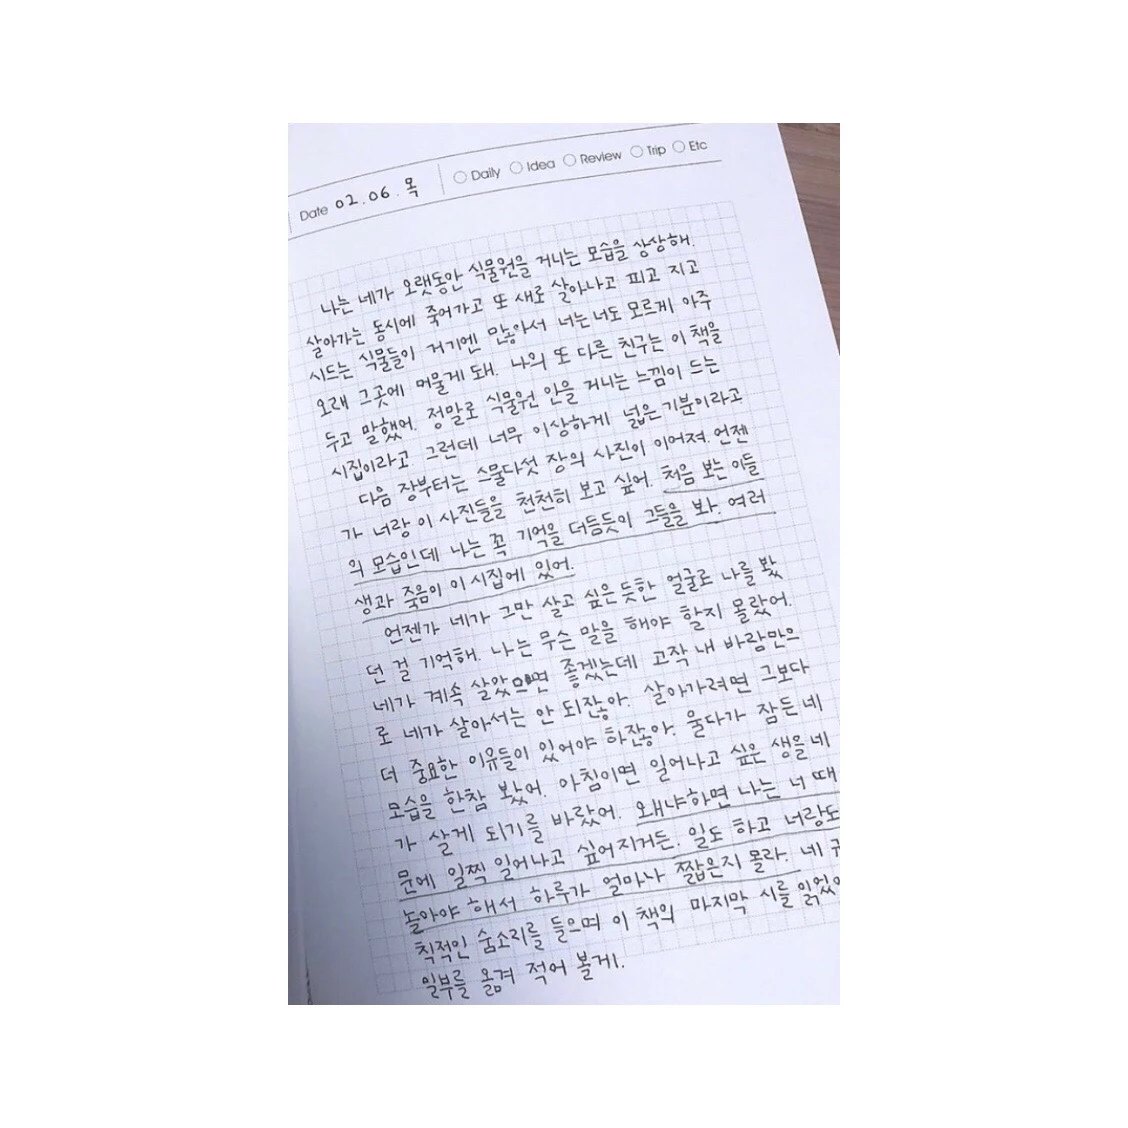 Date 02.06.목 ○ Daily ○ Idea ○ Review ○ Trip ○ Etc
나는 네가 오랫동안 식물원을 거니는 모습을 상상해.
살아가는 동시에 죽어가고 또 새로 살아나고 피고 지고
시드는 식물들이 거기엔 많아서 너는 너도 모르게 아주
오래 그곳에 머물게 돼. 나의 또 다른 친구는 이 책을
두고 말했어. 정말로 식물원 안을 거니는 느낌이 드는
시집이라고 그런데 너무 이상하게 넓은 기분이라고
다음 장부터는 스물다섯 장의 사진이 이어져. 언젠
가 너랑 이 사진들을 천천히 보고 싶어. 처음 보는 이들
의 모습인데 나는 꼭 기억을 더듬듯이 그들을 봐. 여러
생과 죽음이 이 시집에 있어.
언젠가 네가 그만 살고 싶은 듯한 얼굴로 나를 봤
던 걸 기억해. 나는 무슨 말을 해야 할지 몰랐어.
네가 계속 살았으면 좋겠는데 고작 내 바람만으
로 네가 살아서는 안 되잖아. 살아가려면 그보다
더 중요한 이유들이 있어야 하잖아. 울다가 잠든 네
모습을 한참 봤어. 아침이면 일어나고 싶은 생을 네
가 살게 되기를 바랐어. 왜냐하면 나는 너 때
문에 일찍 일어나고 싶어지거든. 일도 하고 너랑도
놀아야 해서 하루가 얼마나 짧은지 몰라. 네
칙적인 숨소리를 들으며 이 책의 마지막 시를 읽었
일부를 옮겨 적어 볼게.